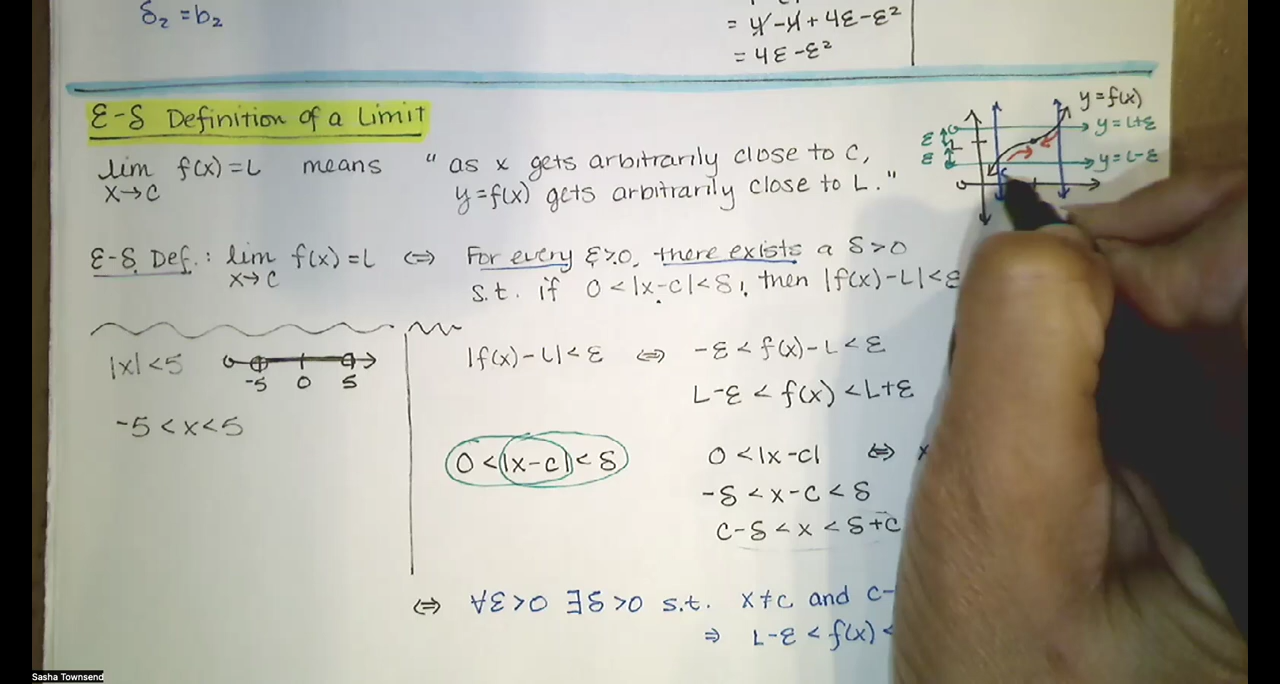 δ₂ = b₂
= 4 - 4 + 4ε - ε²
= 4ε - ε²
ε-δ Definition of a Limit
lim f(x) = L means "as x gets arbitrarily close to c,
x→c y = f(x) gets arbitrarily close to L."
y = f(x)
y = L+ε
y = L-ε
ε
L
ε
ε-δ Def.: lim f(x) = L ⇔ For every ε>0, there exists a δ>0
x→c s.t. if 0 < |x-c| < δ, then |f(x)-L| < ε
|x| < 5
-5 0 5
-5 < x < 5
|f(x)-L| < ε ⇔ -ε < f(x)-L < ε
L-ε < f(x) < L+ε
0 < |x-c| < δ
0 < |x-c| ⇔ x
-δ < x-c < δ
c-δ < x < δ+c
⇔ ∀ε>0 ∃δ>0 s.t. x≠c and c-
⇒ L-ε < f(x) <
Sasha Townsend